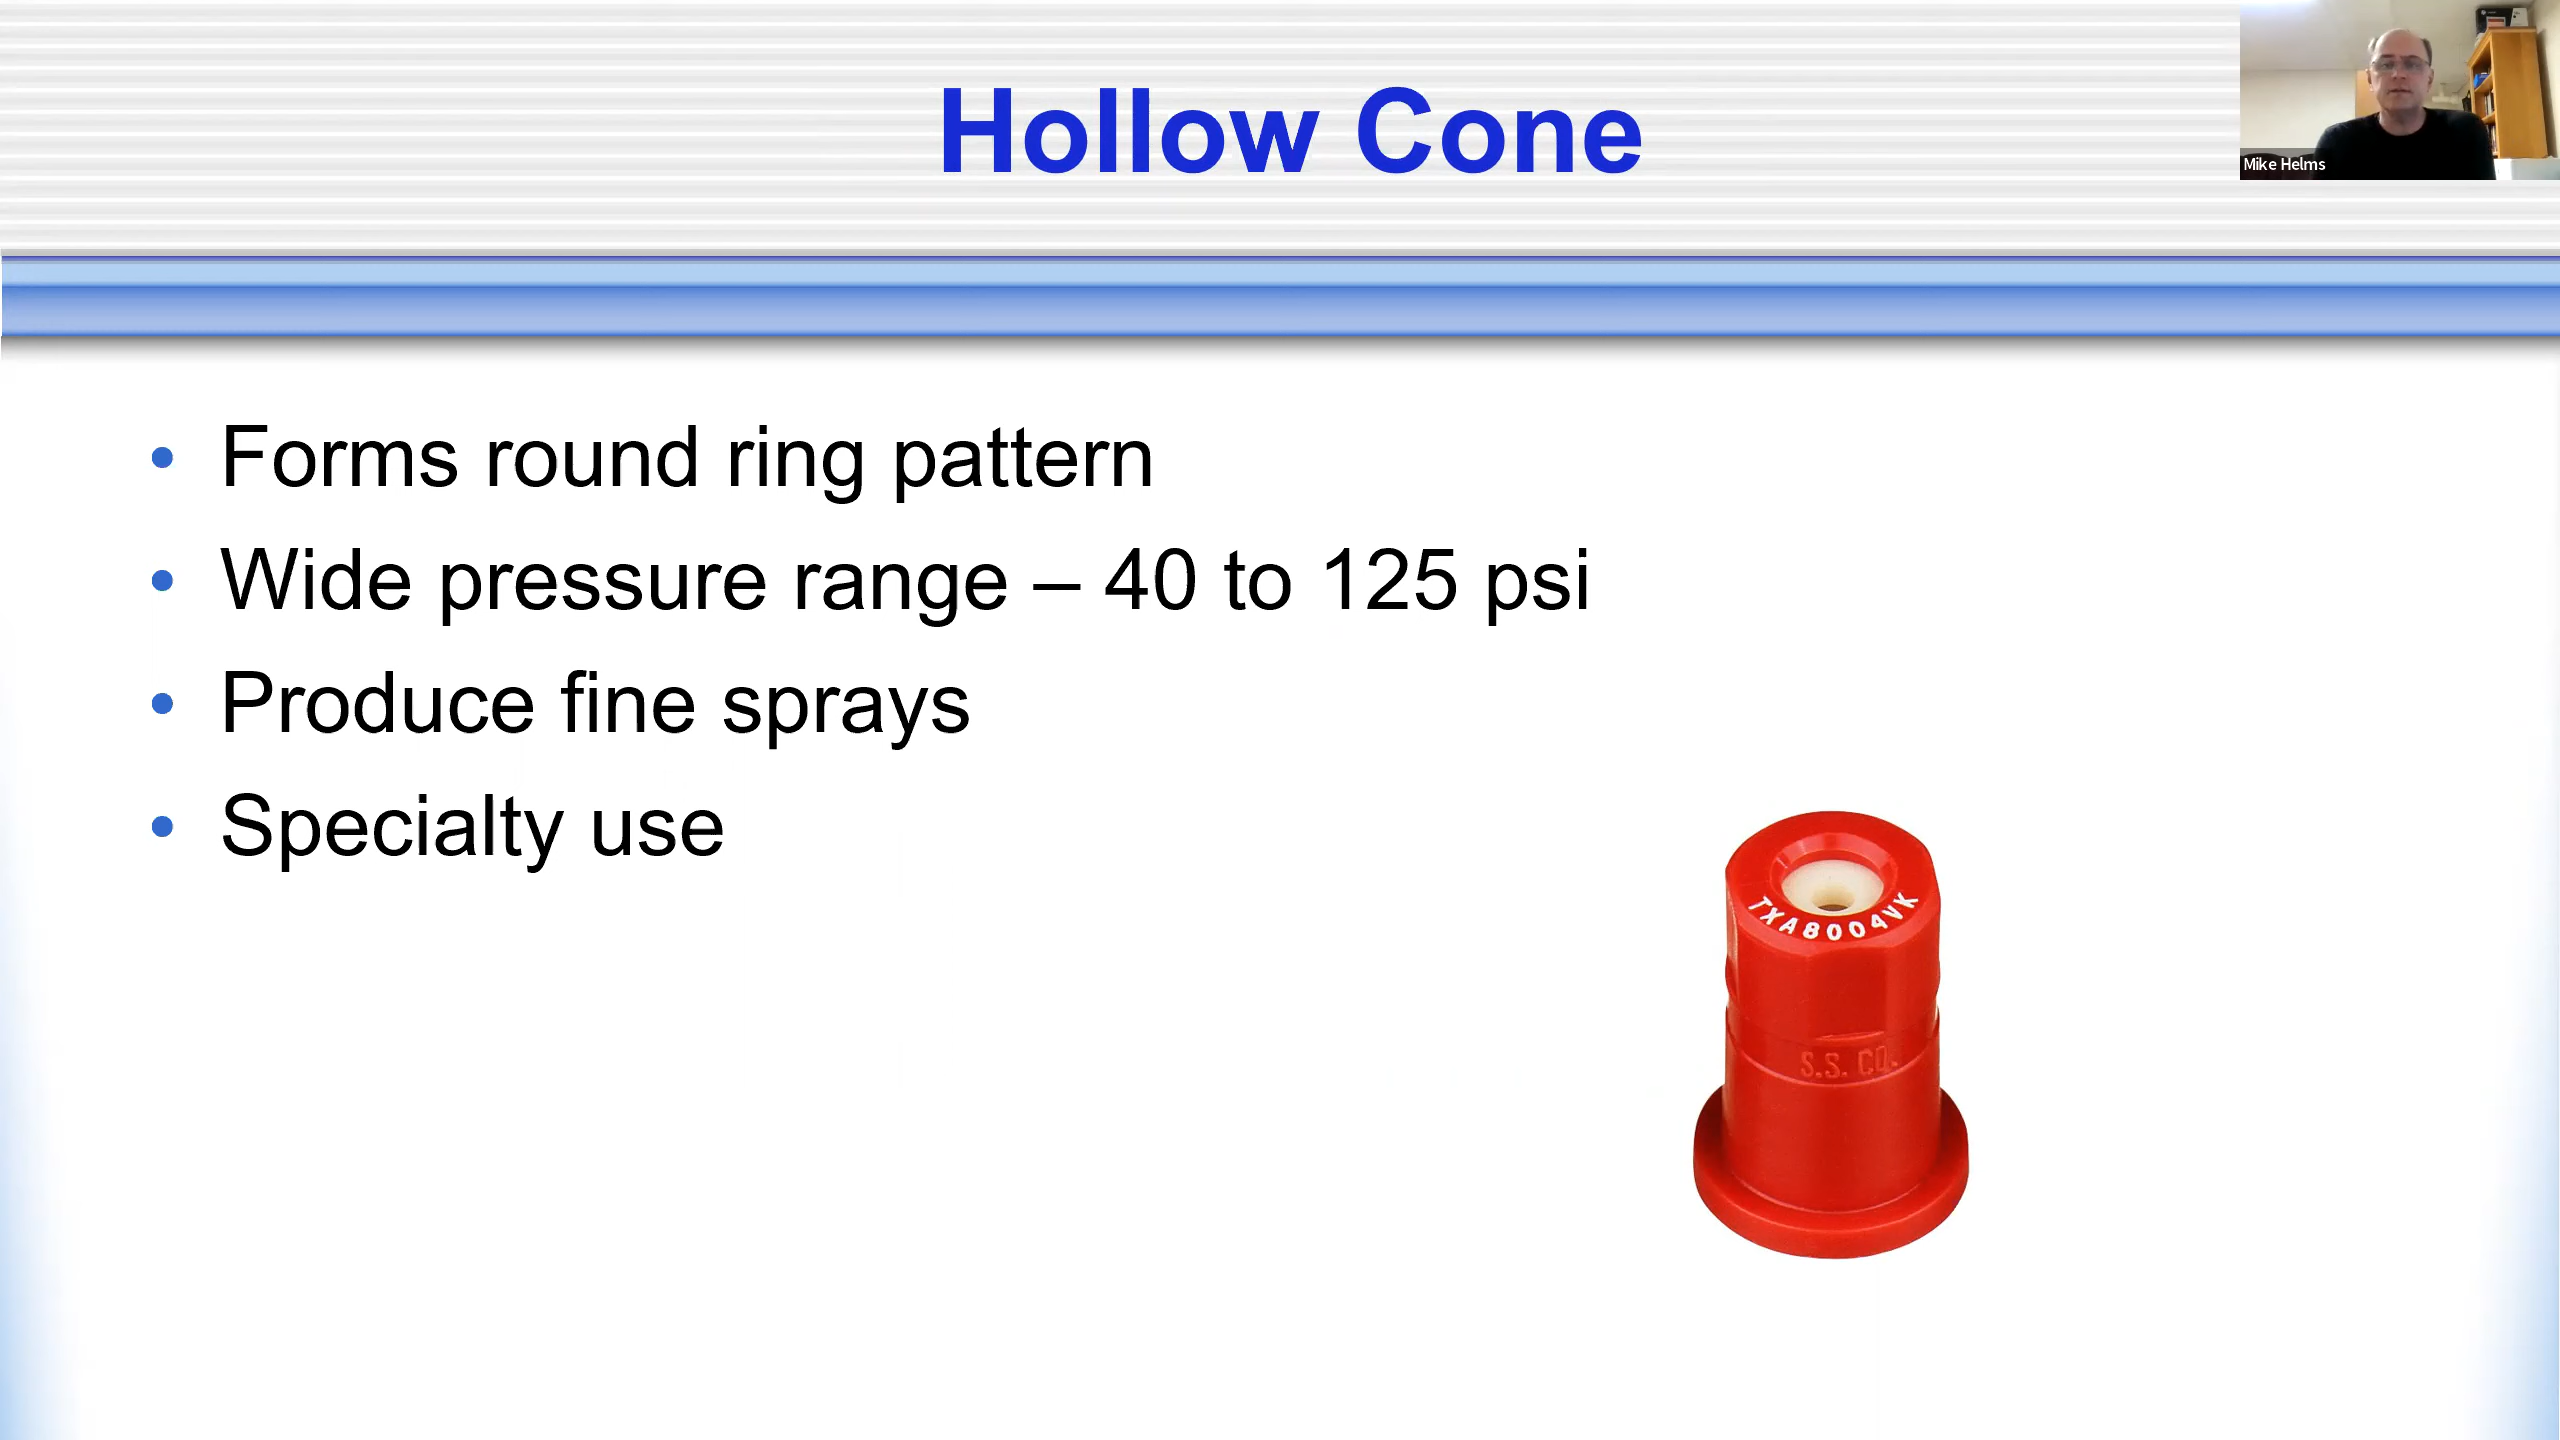 Hollow Cone
Mike Helms
• Forms round ring pattern
• Wide pressure range – 40 to 125 psi
• Produce fine sprays
• Specialty use
TXA8004VK
S.S. CO.